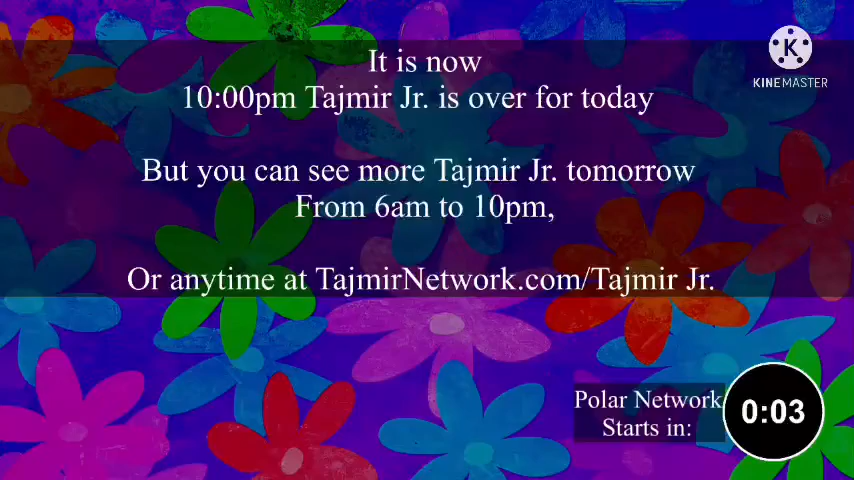 It is now
10:00pm Tajmir Jr. is over for today
But you can see more Tajmir Jr. tomorrow
From 6am to 10pm,
Or anytime at TajmirNetwork.com/Tajmir Jr.
K
KINEMASTER
Polar Network
Starts in:
0:03